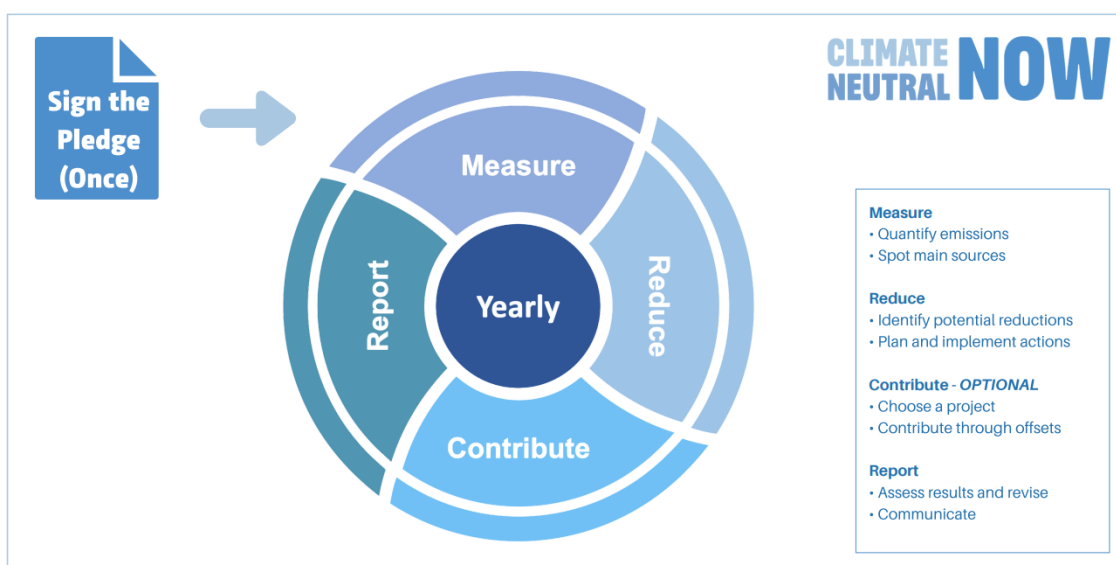 Sign the
Pledge
(Once)
CLIMATE
NEUTRAL
NOW
Measure
Reduce
Contribute
Report
Yearly
Measure
• Quantify emissions
• Spot main sources
Reduce
• Identify potential reductions
• Plan and implement actions
Contribute - OPTIONAL
• Choose a project
• Contribute through offsets
Report
• Assess results and revise
• Communicate